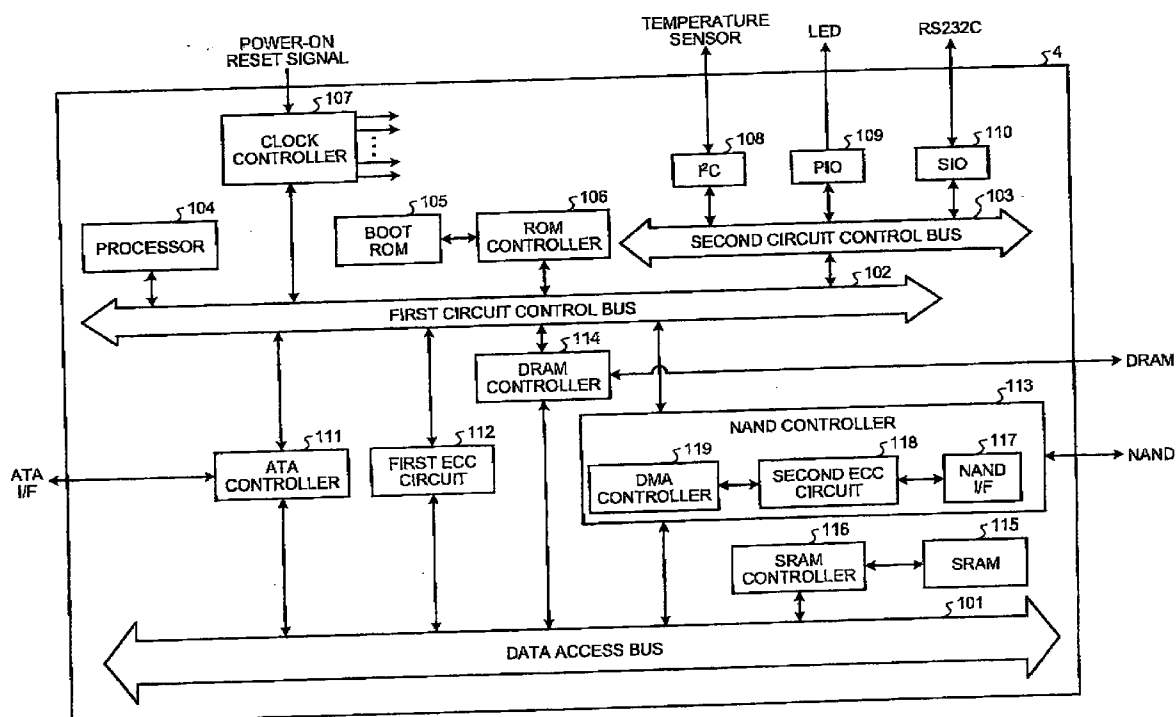 TEMPERATURE
SENSOR
LED
RS232C
POWER-ON
RESET SIGNAL
4
107
CLOCK
CONTROLLER
108
I²C
109
PIO
110
SIO
104
PROCESSOR
105
BOOT
ROM
106
ROM
CONTROLLER
103
SECOND CIRCUIT CONTROL BUS
102
FIRST CIRCUIT CONTROL BUS
114
DRAM
CONTROLLER
DRAM
113
NAND CONTROLLER
111
ATA
CONTROLLER
ATA
I/F
112
FIRST ECC
CIRCUIT
119
DMA
CONTROLLER
118
SECOND ECC
CIRCUIT
117
NAND
I/F
NAND
116
SRAM
CONTROLLER
115
SRAM
101
DATA ACCESS BUS